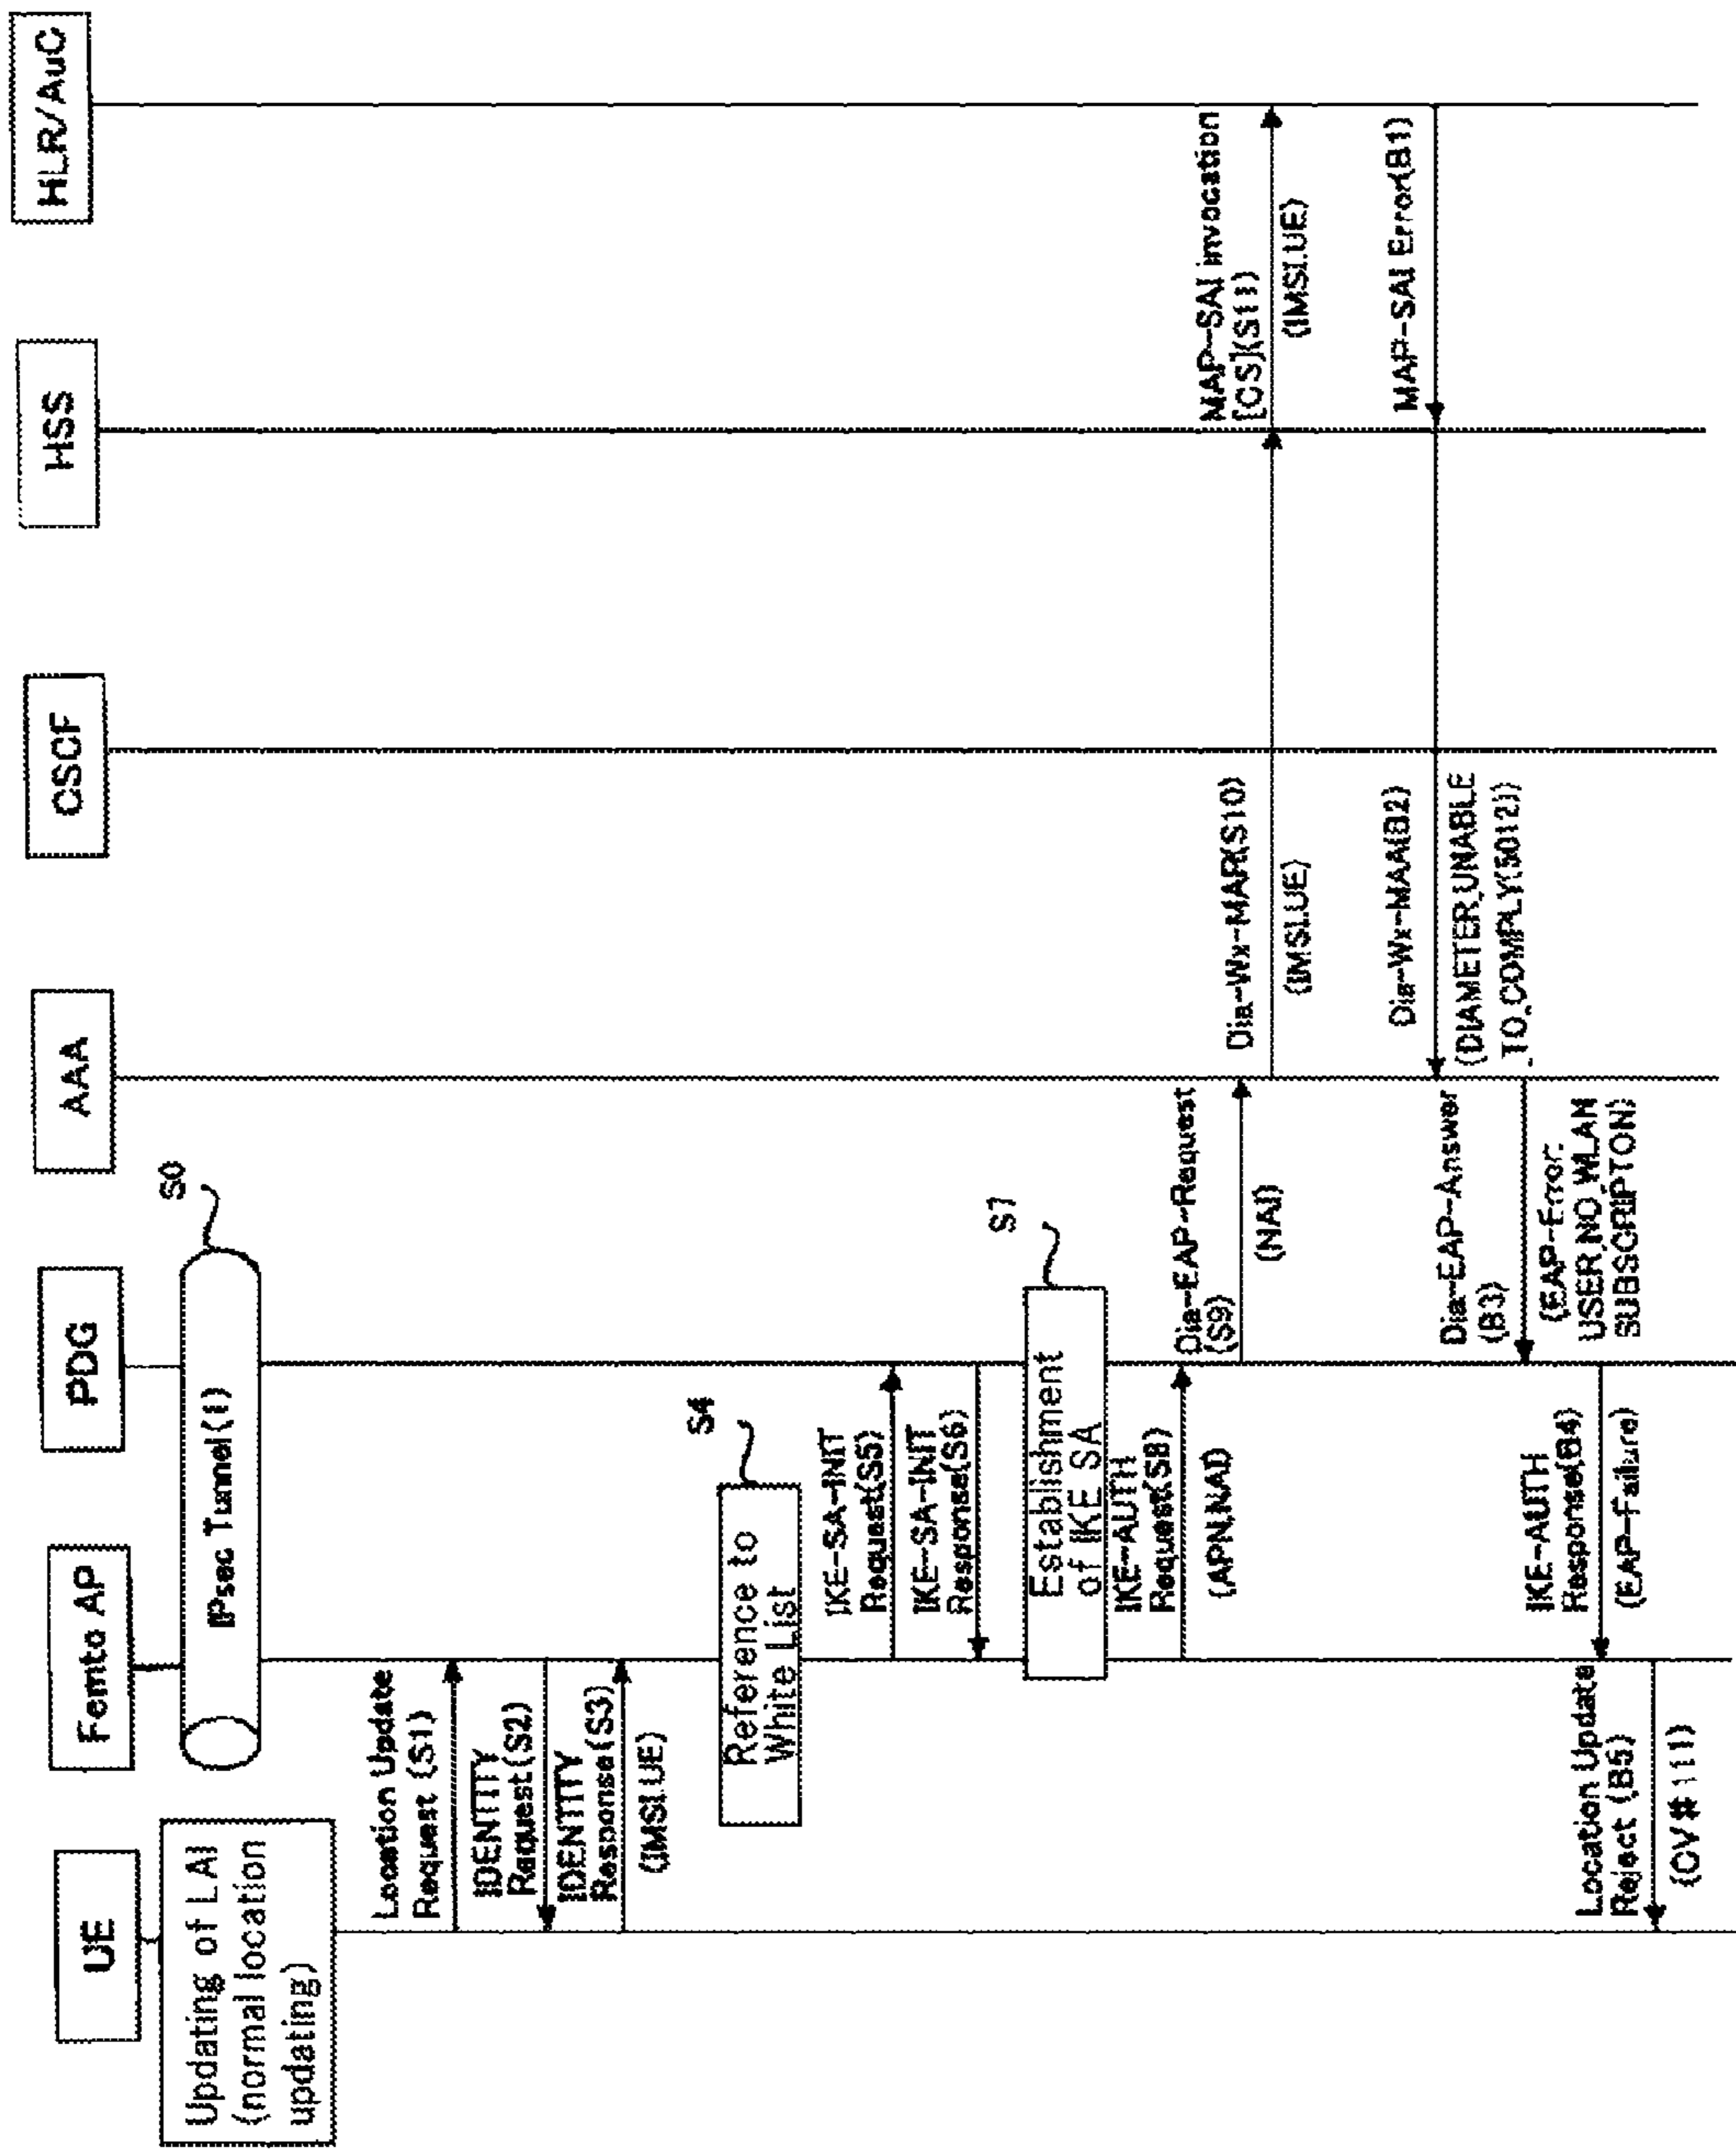 UE
Femto AP
PDG
AAA
CSCF
HSS
HLR/AuC
Updating of LAI
(normal location
updating)
IPsec Tunnel(1)
S0
Location Update
Request (S1)
IDENTITY
Request(S2)
IDENTITY
Response(S3)
(IMSI.UE)
Reference to
White List
S4
IKE-SA-INIT
Request(S5)
IKE-SA-INIT
Response(S6)
Establishment
of IKE SA
S7
IKE-AUTH
Request(S8)
(APN,NAI)
Dia-EAP-Request
(S9)
(NAI)
Dia-Wx-MAR(S10)
(IMSI.UE)
MAP-SAI invocation
[CS](S11)
(IMSI.UE)
MAP-SAI Error(B1)
Dia-Wx-MAA(B2)
(DIAMETER_UNABLE
_TO_COMPLY(5012))
Dia-EAP-Answer
(B3)
(EAP-Error:
USER_NO_WLAN
SUBSCRIPTON)
IKE-AUTH
Response(B4)
(EAP-Failure)
Location Update
Reject (B5)